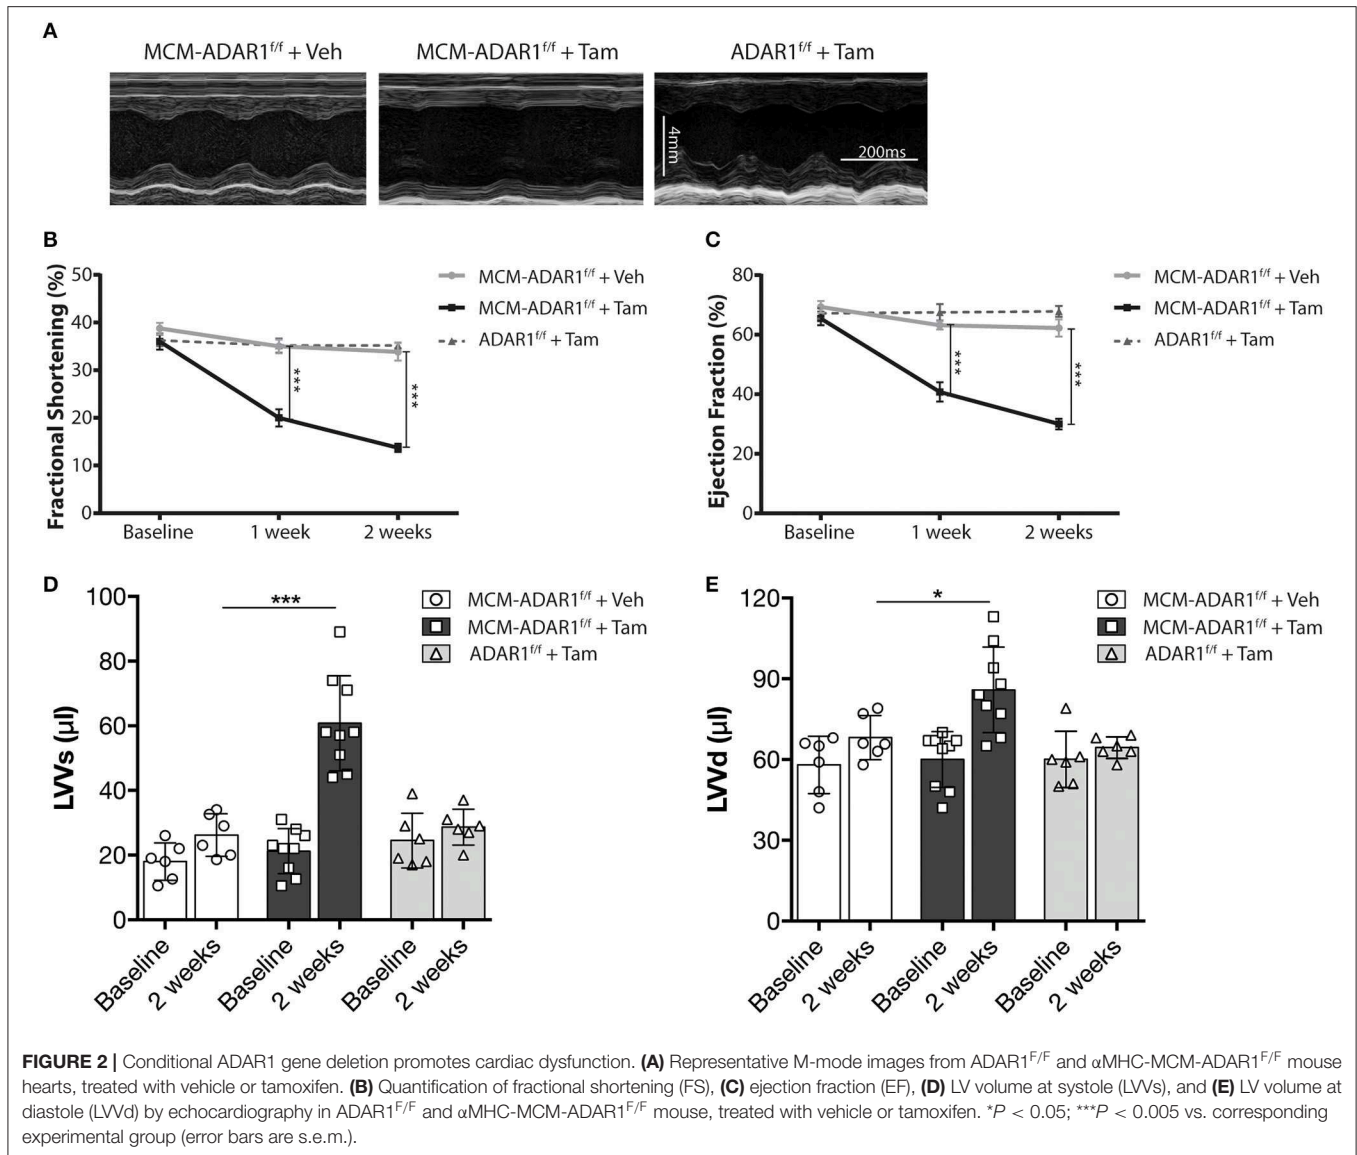 A
MCM-ADAR1f/f + Veh
MCM-ADAR1f/f + Tam
ADAR1f/f + Tam
4mm
200ms
B
Fractional Shortening (%)
50
40
30
20
10
0
Baseline
1 week
2 weeks
***
***
MCM-ADAR1f/f + Veh
MCM-ADAR1f/f + Tam
ADAR1f/f + Tam
C
Ejection Fraction (%)
80
60
40
20
0
Baseline
1 week
2 weeks
***
***
MCM-ADAR1f/f + Veh
MCM-ADAR1f/f + Tam
ADAR1f/f + Tam
D
LVVs (µl)
100
80
60
40
20
0
***
Baseline
2 weeks
Baseline
2 weeks
Baseline
2 weeks
MCM-ADAR1f/f + Veh
MCM-ADAR1f/f + Tam
ADAR1f/f + Tam
E
LVVd (µl)
120
90
60
30
0
*
Baseline
2 weeks
Baseline
2 weeks
Baseline
2 weeks
MCM-ADAR1f/f + Veh
MCM-ADAR1f/f + Tam
ADAR1f/f + Tam
FIGURE 2 | Conditional ADAR1 gene deletion promotes cardiac dysfunction. (A) Representative M-mode images from ADAR1F/F and αMHC-MCM-ADAR1F/F mouse
hearts, treated with vehicle or tamoxifen. (B) Quantification of fractional shortening (FS), (C) ejection fraction (EF), (D) LV volume at systole (LVVs), and (E) LV volume at
diastole (LVVd) by echocardiography in ADAR1F/F and αMHC-MCM-ADAR1F/F mouse, treated with vehicle or tamoxifen. *P < 0.05; ***P < 0.005 vs. corresponding
experimental group (error bars are s.e.m.).